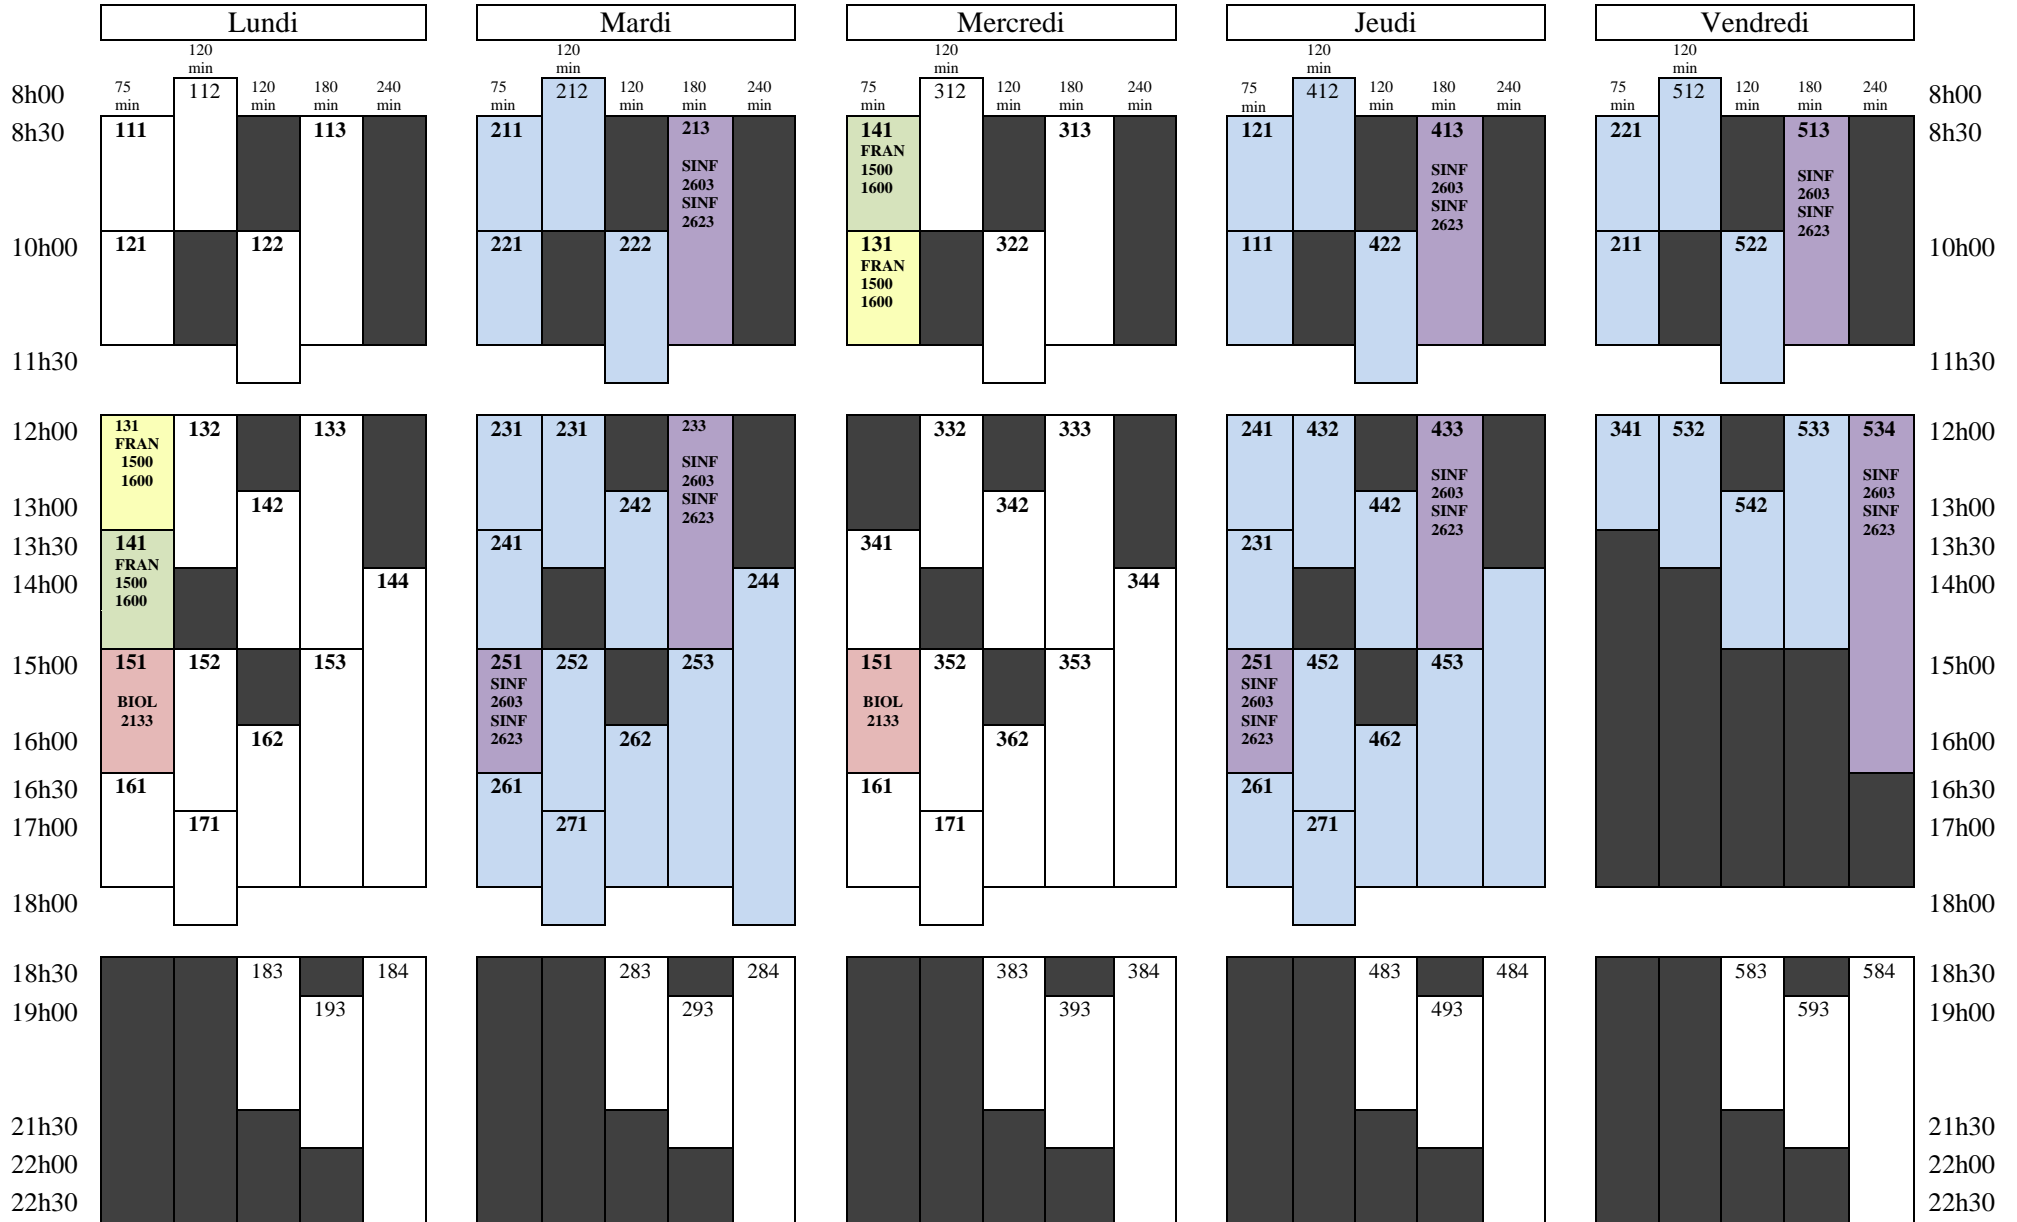 Lundi
Mardi
Mercredi
Jeudi
Vendredi
120
min
120
min
120
min
120
min
120
min
8h00
75
min
112
120
min
180
min
240
min
75
min
212
120
min
180
min
240
min
75
min
312
120
min
180
min
240
min
75
min
412
120
min
180
min
240
min
75
min
512
120
min
180
min
240
min
8h00
8h30
111
113
211
213
SINF
2603
SINF
2623
141
FRAN
1500
1600
313
121
413
SINF
2603
SINF
2623
221
513
SINF
2603
SINF
2623
8h30
10h00
121
122
221
222
131
FRAN
1500
1600
322
111
422
211
522
10h00
11h30
11h30
12h00
131
FRAN
1500
1600
132
133
231
231
233
SINF
2603
SINF
2623
332
333
241
432
433
SINF
2603
SINF
2623
341
532
533
534
SINF
2603
SINF
2623
12h00
13h00
142
242
342
442
542
13h00
13h30
141
FRAN
1500
1600
241
341
231
13h30
14h00
144
244
344
14h00
15h00
151
BIOL
2133
152
153
251
SINF
2603
SINF
2623
252
253
151
BIOL
2133
352
353
251
SINF
2603
SINF
2623
452
453
15h00
16h00
162
262
362
462
16h00
16h30
161
261
161
261
16h30
17h00
171
271
171
271
17h00
18h00
18h00
18h30
183
184
283
284
383
384
483
484
583
584
18h30
19h00
193
293
393
493
593
19h00
21h30
21h30
22h00
22h00
22h30
22h30